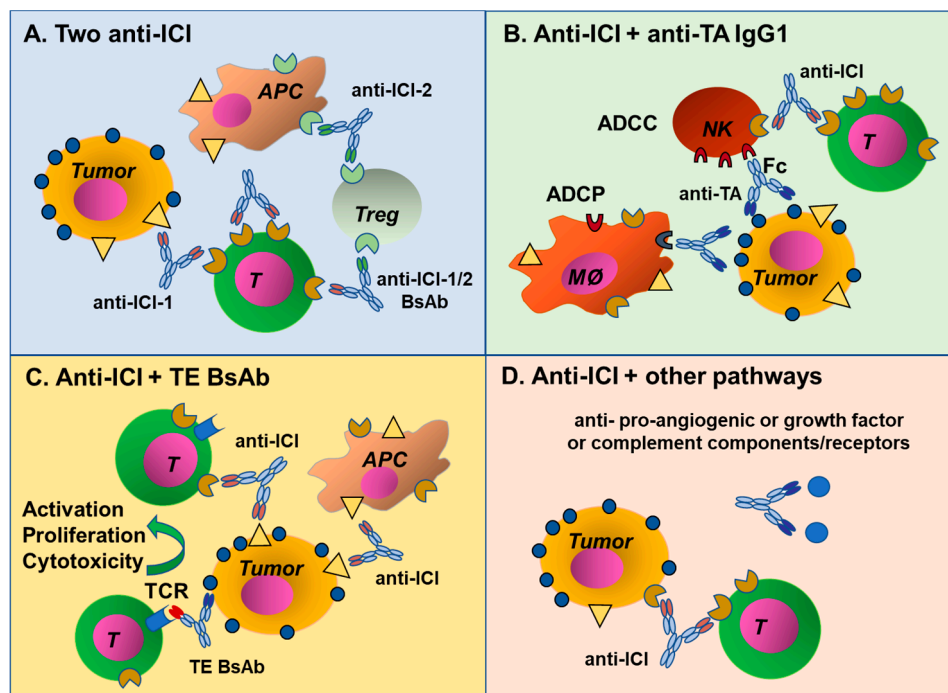 A. Two anti-ICI
APC
anti-ICI-2
Tumor
Treg
T
anti-ICI-1
anti-ICI-1/2
BsAb
B. Anti-ICI + anti-TA IgG1
anti-ICI
ADCC
NK
T
Fc
anti-TA
ADCP
MØ
Tumor
C. Anti-ICI + TE BsAb
anti-ICI
T
APC
Activation
Proliferation
Cytotoxicity
Tumor
anti-ICI
TCR
T
TE BsAb
D. Anti-ICI + other pathways
anti- pro-angiogenic or growth factor
or complement components/receptors
Tumor
T
anti-ICI